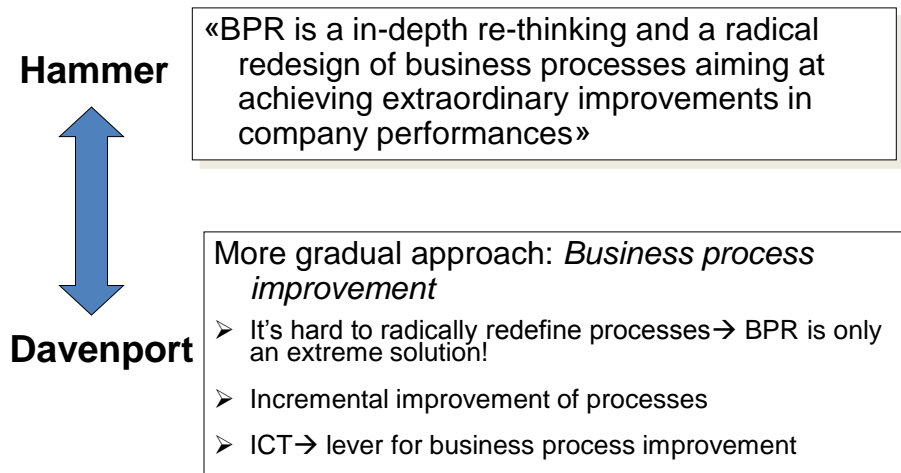 Hammer
«BPR is a in-depth re-thinking and a radical
redesign of business processes aiming at
achieving extraordinary improvements in
company performances»
Davenport
More gradual approach: Business process
improvement
➢ It's hard to radically redefine processes→ BPR is only
an extreme solution!
➢ Incremental improvement of processes
➢ ICT→ lever for business process improvement